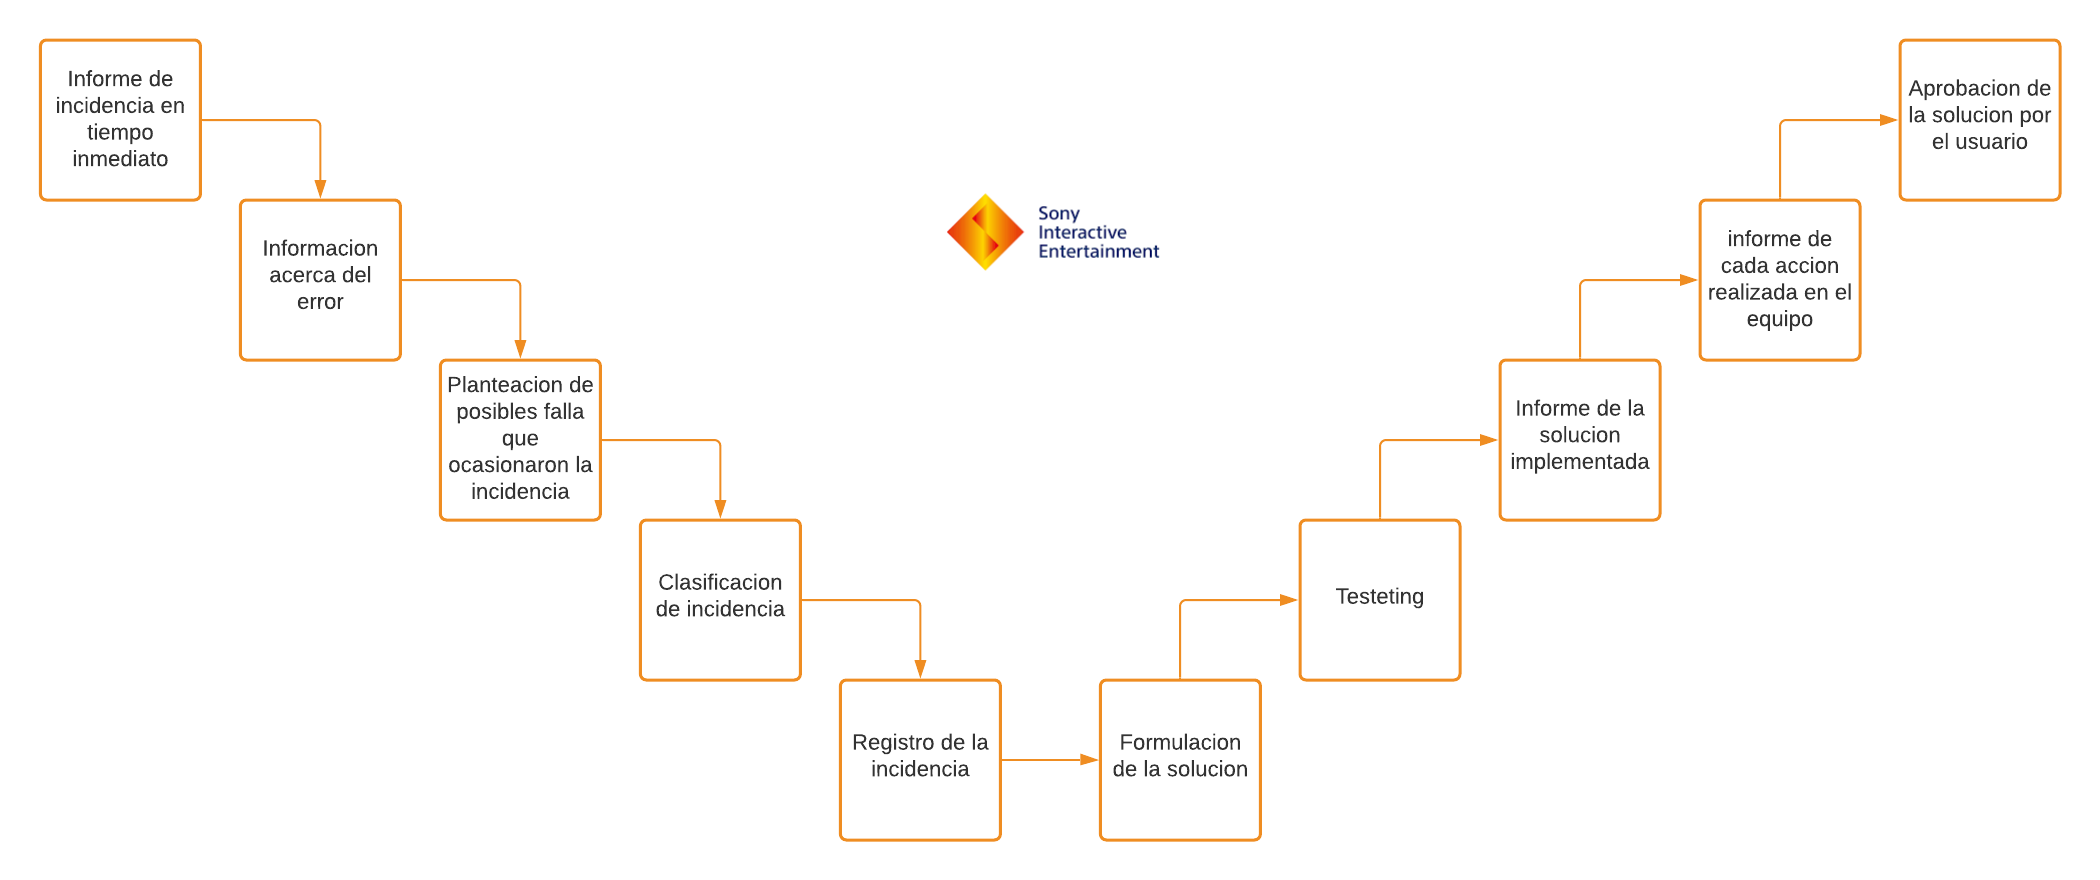 Informe de
incidencia en
tiempo
inmediato
Informacion
acerca del
error
Planteacion de
posibles falla
que
ocasionaron la
incidencia
Clasificacion
de incidencia
Registro de la
incidencia
Formulacion
de la solucion
Testeting
Informe de la
solucion
implementada
informe de
cada accion
realizada en el
equipo
Aprobacion de
la solucion por
el usuario
Sony
Interactive
Entertainment